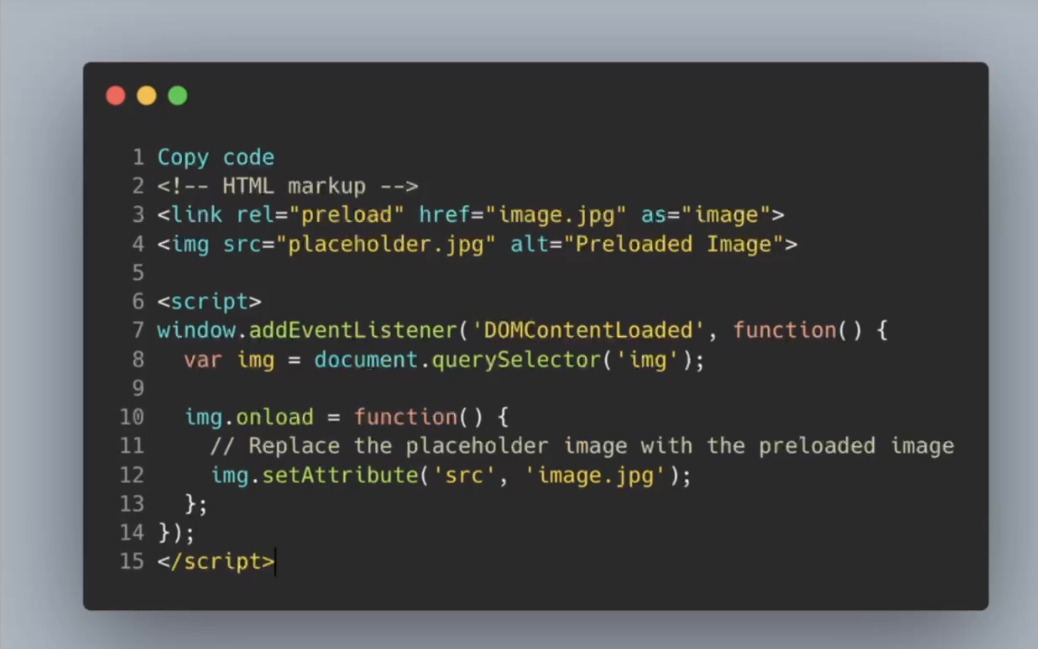 1 Copy code
2 <!-- HTML markup -->
3 <link rel="preload" href="image.jpg" as="image">
4 <img src="placeholder.jpg" alt="Preloaded Image">
5
6 <script>
7 window.addEventListener('DOMContentLoaded', function() {
8   var img = document.querySelector('img');
9
10   img.onload = function() {
11     // Replace the placeholder image with the preloaded image
12     img.setAttribute('src', 'image.jpg');
13   };
14 });
15 </script>